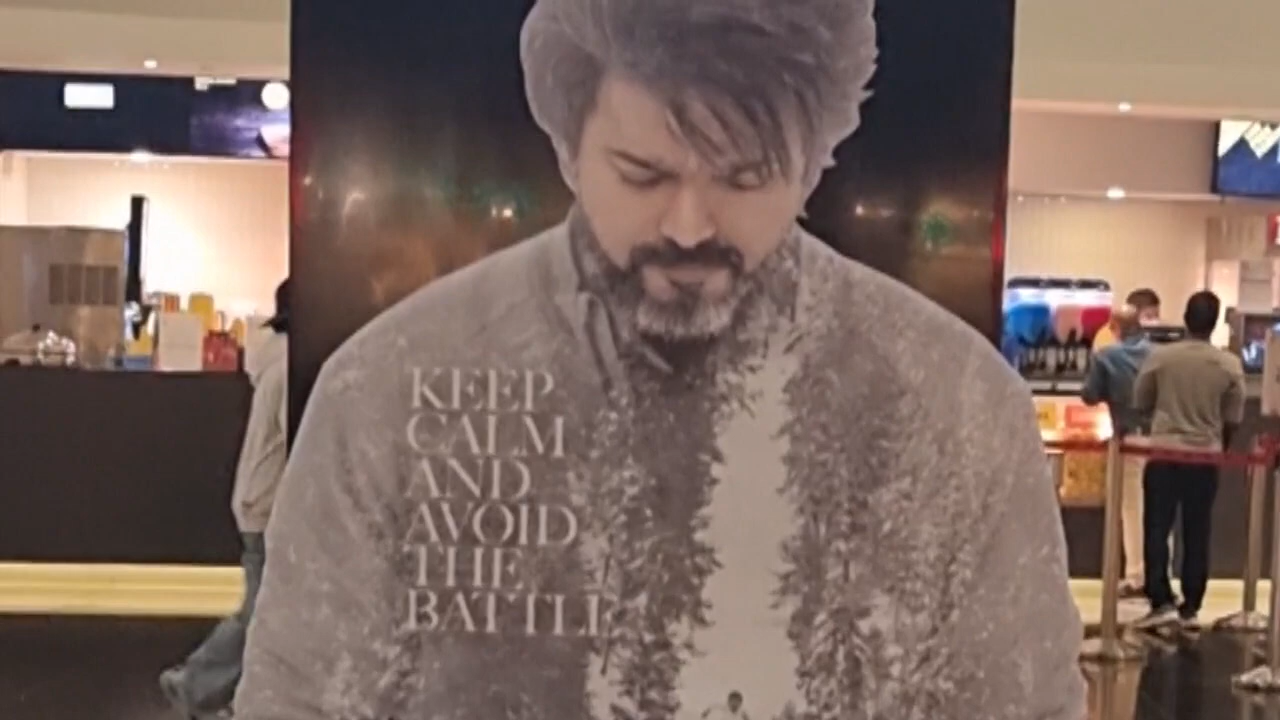 KEEP
CALM
AND
AVOID
THE
BATTLE